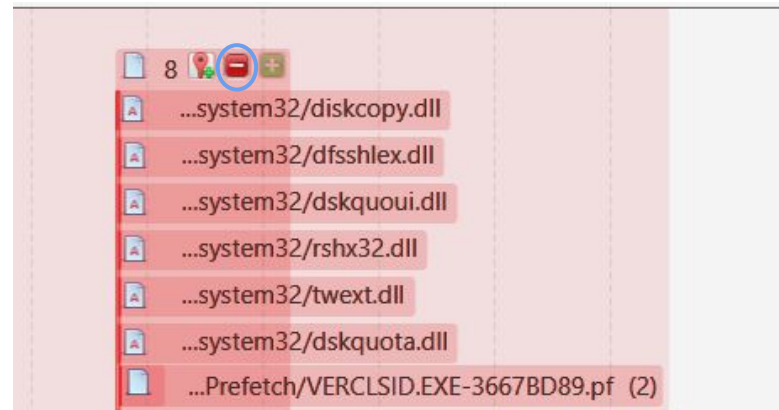 8
...system32/diskcopy.dll
...system32/dfsshlex.dll
...system32/dskquoui.dll
...system32/rshx32.dll
...system32/twext.dll
...system32/dskquota.dll
...Prefetch/VERCLSID.EXE-3667BD89.pf (2)